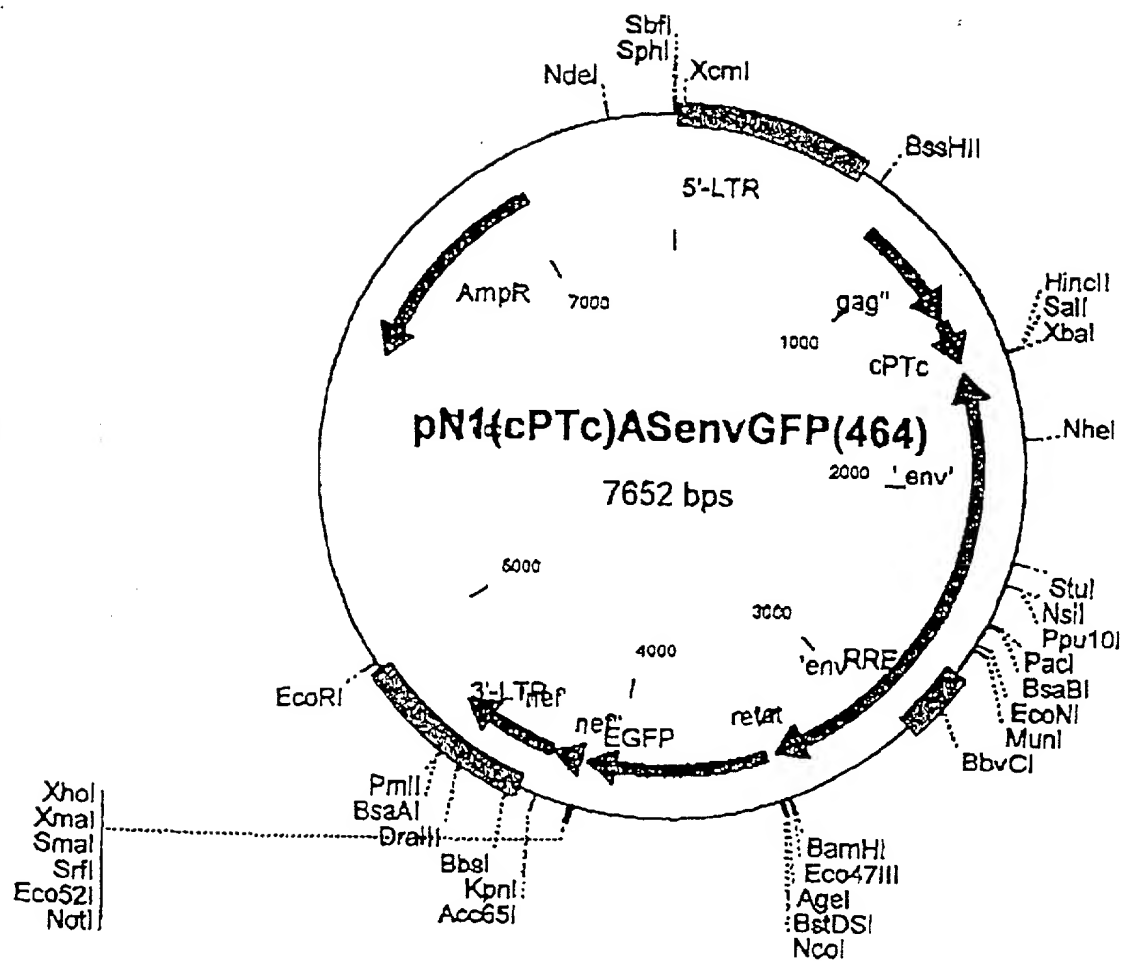 SbfI
SphI
XcmI
NdeI
BssHII
5'-LTR
AmpR
7000
gag"
1000
HincII
SalI
XbaI
cPTc
pN1(cPTc)ASenvGFP(464)
NheI
2000
'env'
7652 bps
6000
StuI
NsiI
Ppu10I
PacI
BsaBI
EcoNI
MunI
BbvCI
3000
'env
RRE
4000
EcoRI
3'-LTR
nef'
nef"
EGFP
PmlI
BsaAI
DraIII
BbsI
KpnI
Acc65I
XhoI
XmaI
SmaI
SrfI
Eco52I
NotI
BamHI
Eco47III
AgeI
BstDSI
NcoI